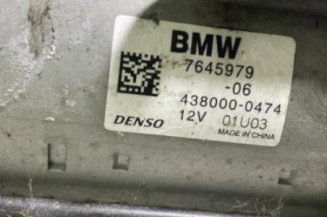 BMW
7645979
-06
438000-0474
DENSO 12V 01U03
MADE IN CHINA